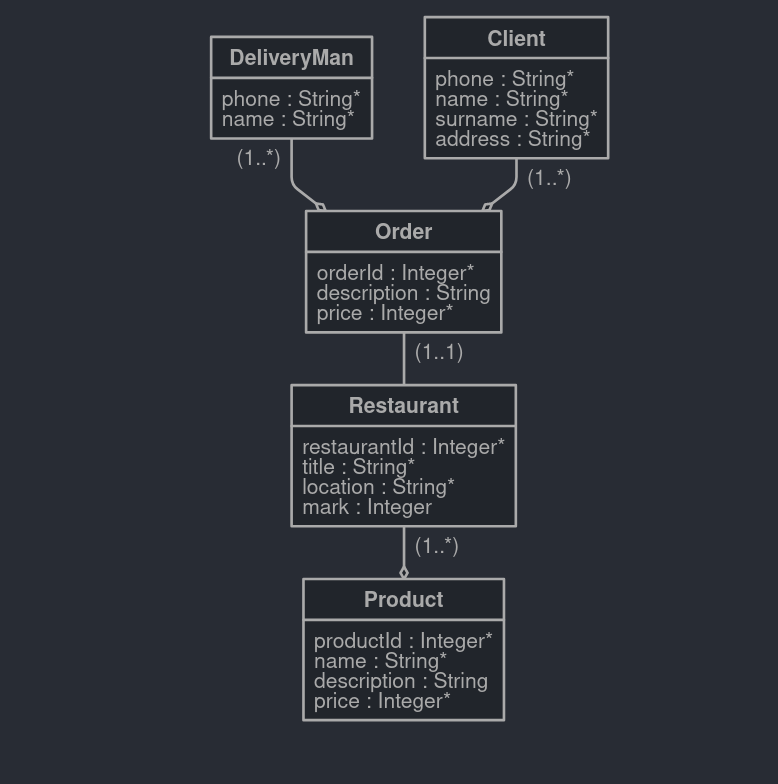 DeliveryMan
phone : String*
name : String*
(1..*)
Client
phone : String*
name : String*
surname : String*
address : String*
(1..*)
Order
orderId : Integer*
description : String
price : Integer*
(1..1)
Restaurant
restaurantId : Integer*
title : String*
location : String*
mark : Integer
(1..*)
Product
productId : Integer*
name : String*
description : String
price : Integer*